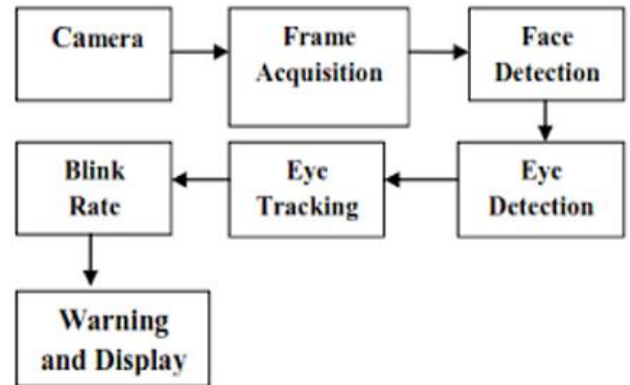 Camera
Frame
Acquisition
Face
Detection
Eye
Detection
Eye
Tracking
Blink
Rate
Warning
and Display